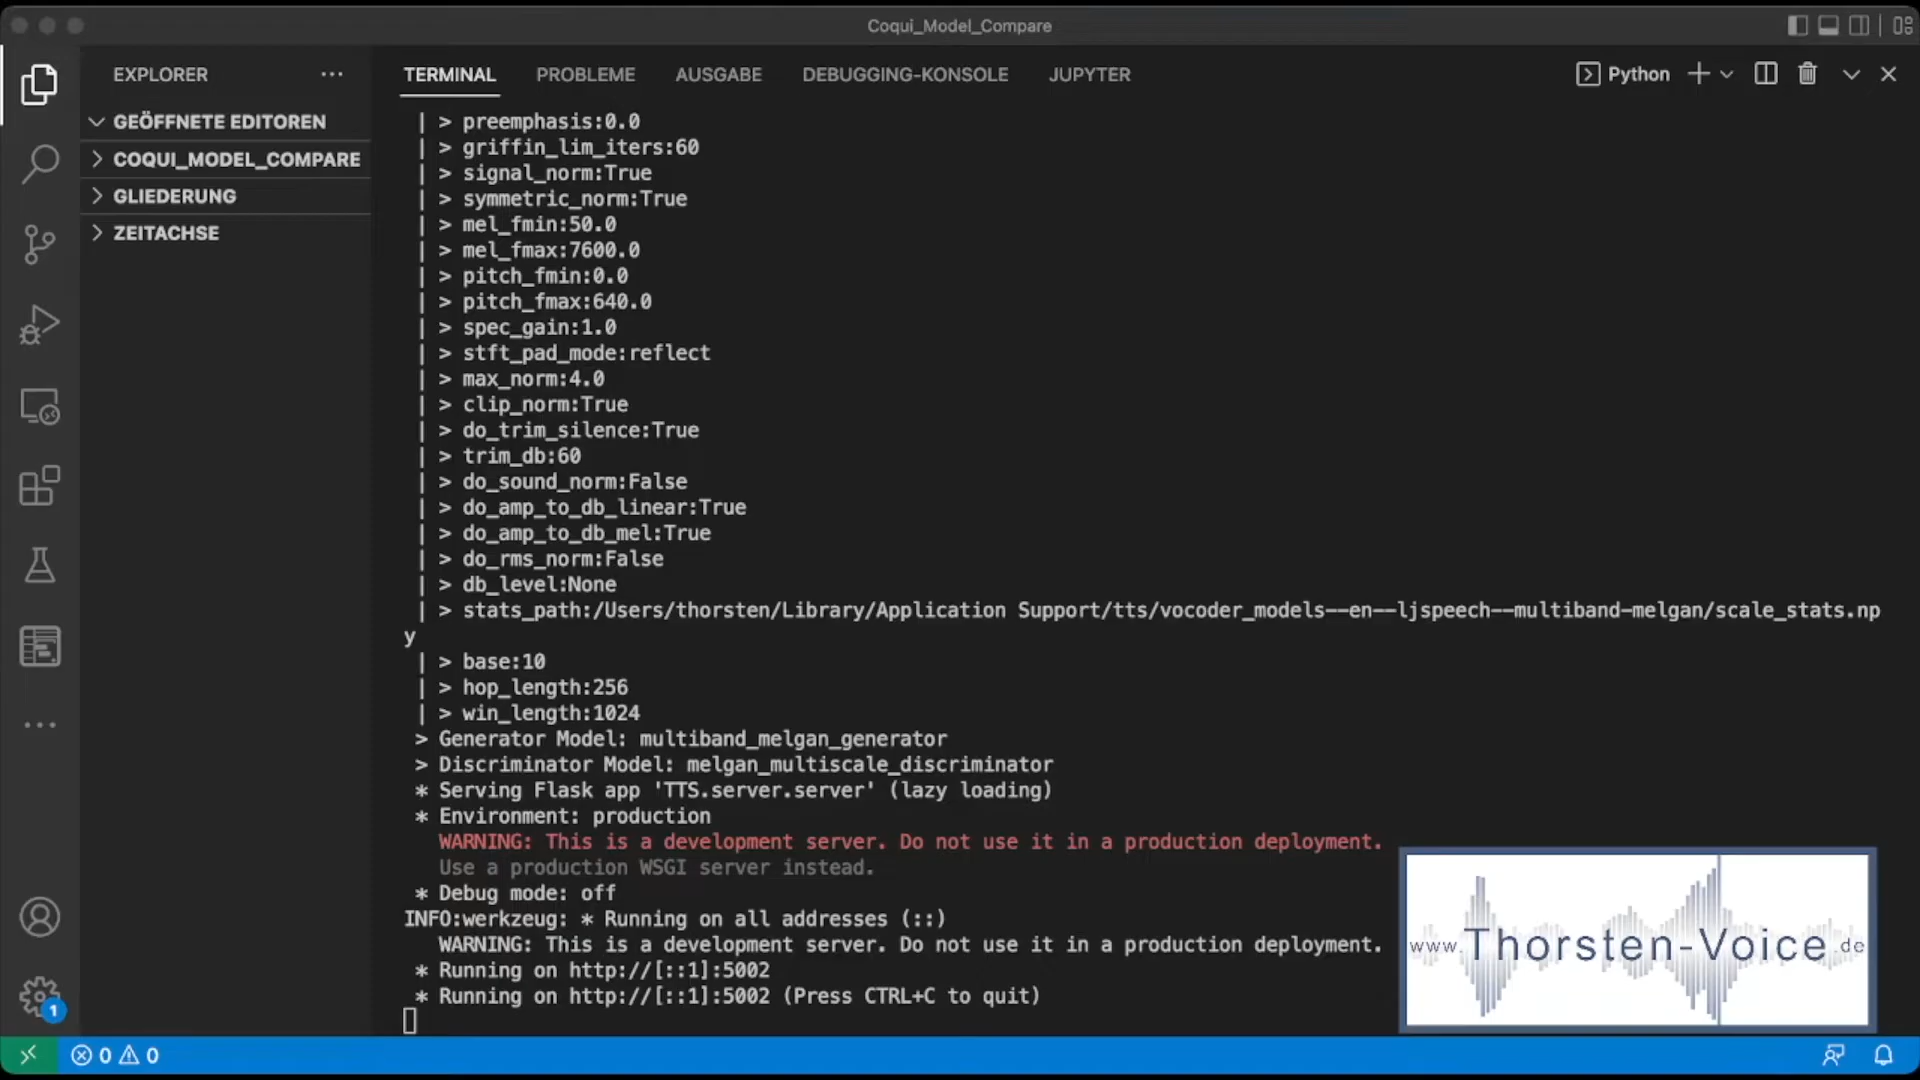 Coqui_Model_Compare
EXPLORER
GEÖFFNETE EDITOREN
COQUI_MODEL_COMPARE
GLIEDERUNG
ZEITACHSE
TERMINAL PROBLEME AUSGABE DEBUGGING-KONSOLE JUPYTER
Python
| > preemphasis:0.0
| > griffin_lim_iters:60
| > signal_norm:True
| > symmetric_norm:True
| > mel_fmin:50.0
| > mel_fmax:7600.0
| > pitch_fmin:0.0
| > pitch_fmax:640.0
| > spec_gain:1.0
| > stft_pad_mode:reflect
| > max_norm:4.0
| > clip_norm:True
| > do_trim_silence:True
| > trim_db:60
| > do_sound_norm:False
| > do_amp_to_db_linear:True
| > do_amp_to_db_mel:True
| > do_rms_norm:False
| > db_level:None
| > stats_path:/Users/thorsten/Library/Application Support/tts/vocoder_models--en--ljspeech--multiband-melgan/scale_stats.np
y
| > base:10
| > hop_length:256
| > win_length:1024
> Generator Model: multiband_melgan_generator
> Discriminator Model: melgan_multiscale_discriminator
* Serving Flask app 'TTS.server.server' (lazy loading)
* Environment: production
WARNING: This is a development server. Do not use it in a production deployment.
Use a production WSGI server instead.
* Debug mode: off
INFO:werkzeug: * Running on all addresses (::)
WARNING: This is a development server. Do not use it in a production deployment.
* Running on http://[::1]:5002
* Running on http://[::1]:5002 (Press CTRL+C to quit)
www.Thorsten-Voice.de
1
0 0